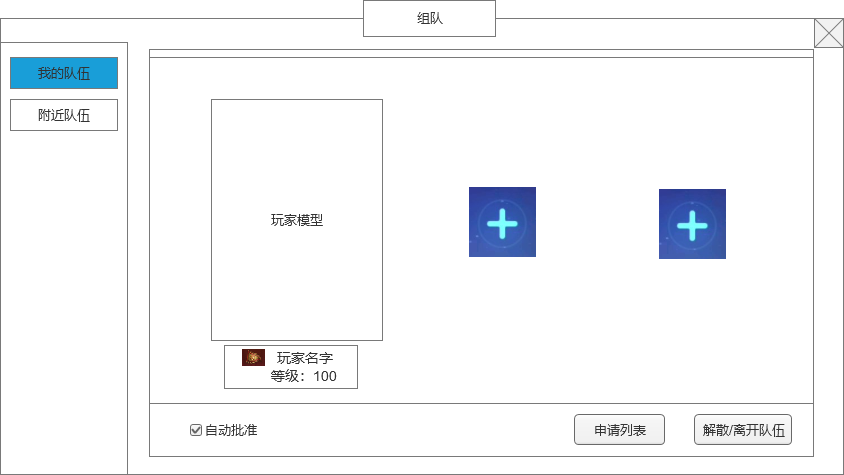 组队
我的队伍
附近队伍
玩家模型
玩家名字
等级：100
自动批准
申请列表
解散/离开队伍